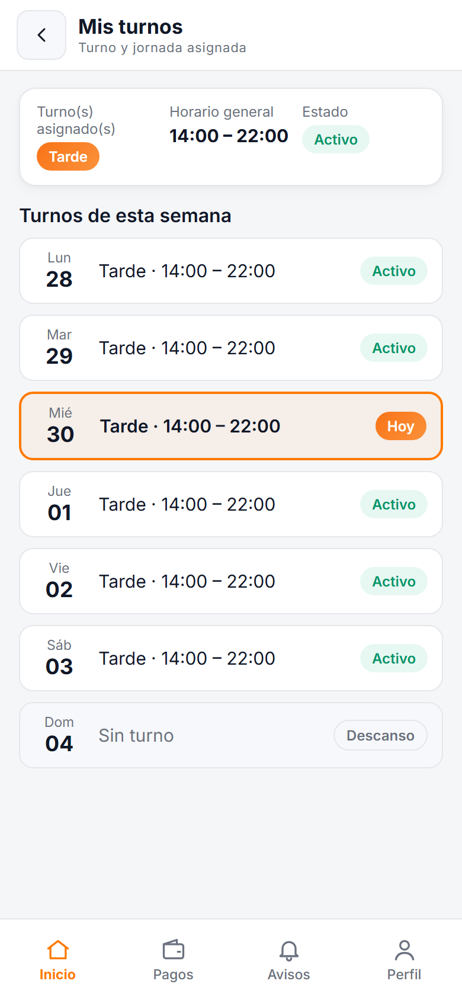 Mis turnos
Turno y jornada asignada
Turno(s)
asignado(s)
Tarde
Horario general
14:00 – 22:00
Estado
Activo
Turnos de esta semana
Lun
28
Tarde · 14:00 – 22:00
Activo
Mar
29
Tarde · 14:00 – 22:00
Activo
Mié
30
Tarde · 14:00 – 22:00
Hoy
Jue
01
Tarde · 14:00 – 22:00
Activo
Vie
02
Tarde · 14:00 – 22:00
Activo
Sáb
03
Tarde · 14:00 – 22:00
Activo
Dom
04
Sin turno
Descanso
Inicio
Pagos
Avisos
Perfil